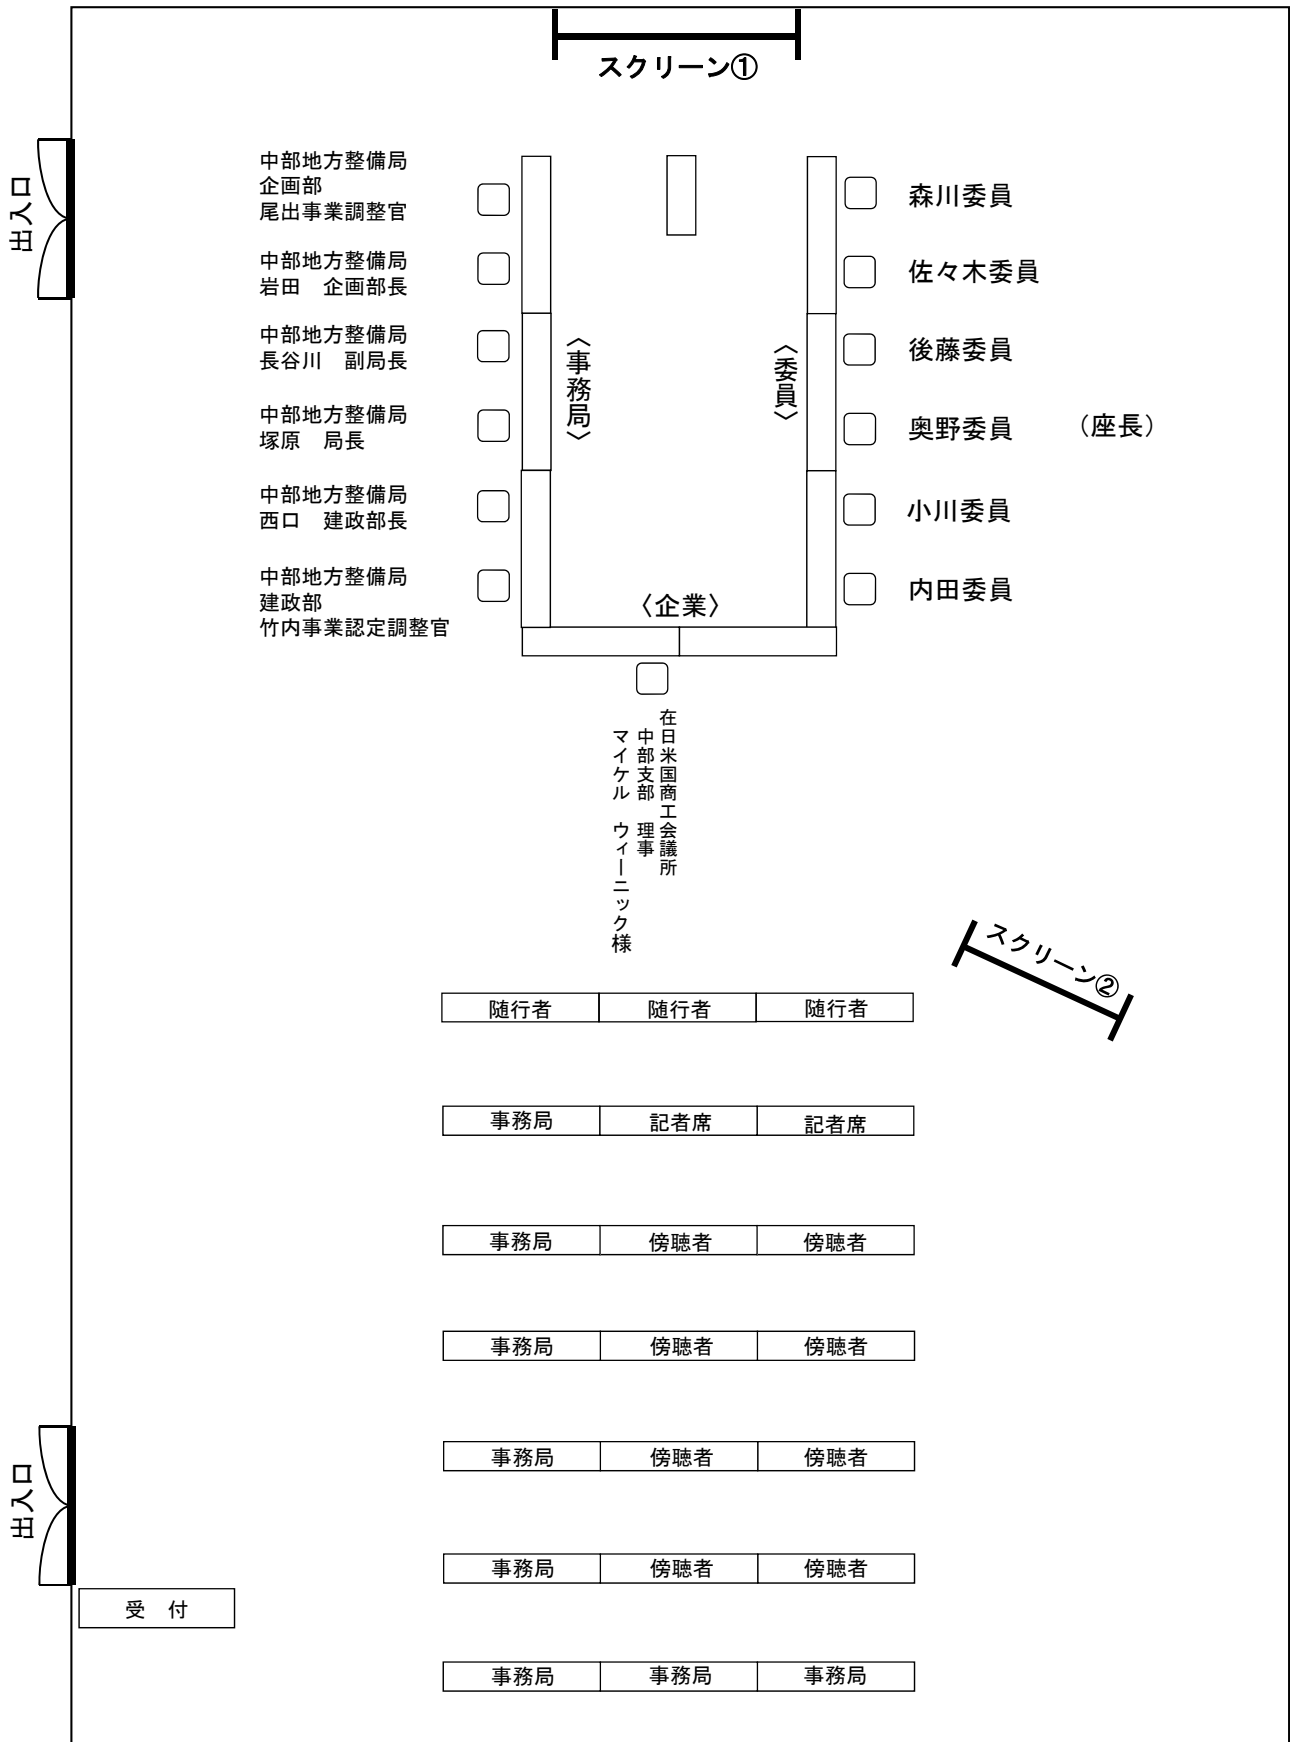 スクリーン①
出入口
中部地方整備局
企画部
尾出事業調整官
中部地方整備局
岩田　企画部長
中部地方整備局
長谷川　副局長
中部地方整備局
塚原　局長
中部地方整備局
西口　建政部長
中部地方整備局
建政部
竹内事業認定調整官
〈事務局〉
〈委員〉
〈企業〉
森川委員
佐々木委員
後藤委員
奥野委員　（座長）
小川委員
内田委員
在日米国商工会議所
中部支部　理事
マイケル　ウィーニック様
スクリーン②
随行者　随行者　随行者
事務局　記者席　記者席
事務局　傍聴者　傍聴者
事務局　傍聴者　傍聴者
事務局　傍聴者　傍聴者
事務局　傍聴者　傍聴者
事務局　事務局　事務局
出入口
受　付